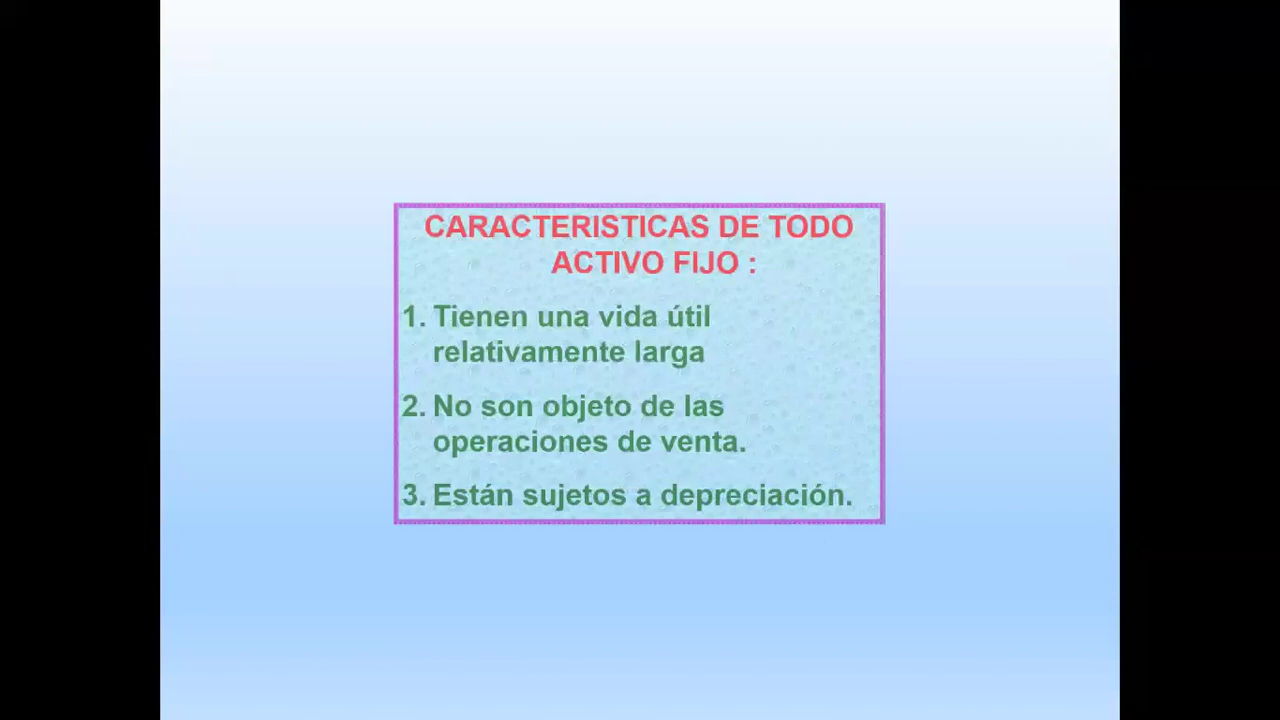 CARACTERISTICAS DE TODO
ACTIVO FIJO :
1. Tienen una vida útil
relativamente larga
2. No son objeto de las
operaciones de venta.
3. Están sujetos a depreciación.